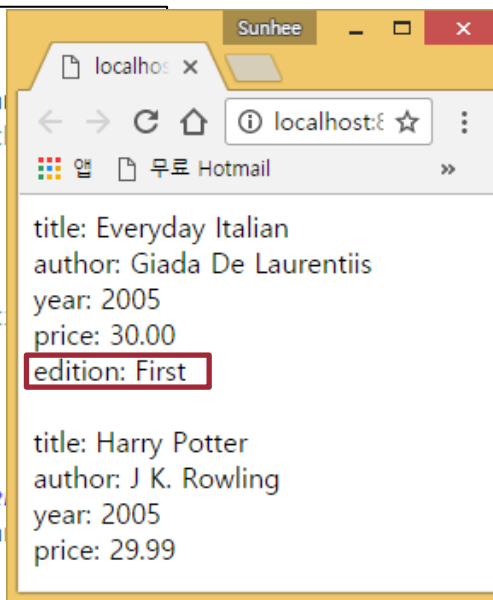 Sunhee
localhos
localhost:8
앱 무료 Hotmail
title: Everyday Italian
author: Giada De Laurentiis
year: 2005
price: 30.00
edition: First
title: Harry Potter
author: J K. Rowling
year: 2005
price: 29.99